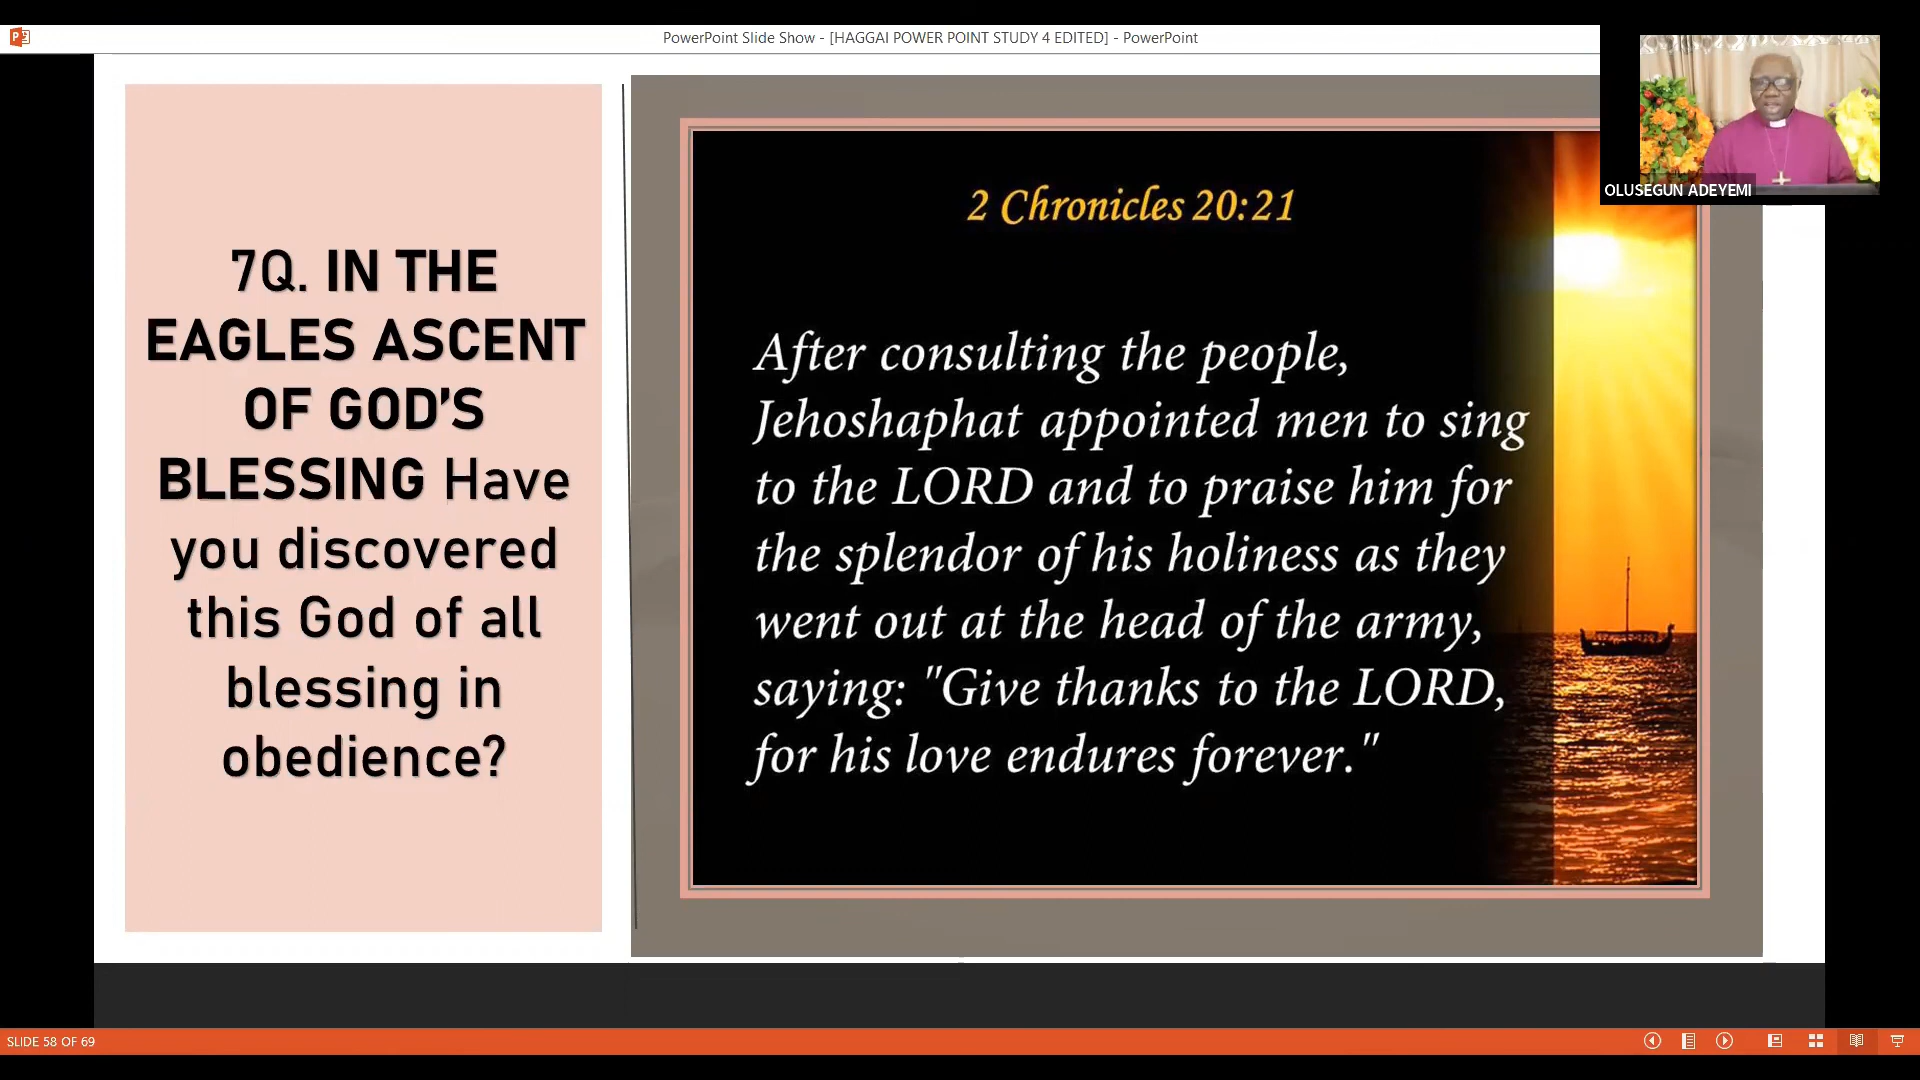 PowerPoint Slide Show - [HAGGAI POWER POINT STUDY 4 EDITED] - PowerPoint
OLUSEGUN ADEYEMI
7Q. IN THE
EAGLES ASCENT
OF GOD’S
BLESSING Have
you discovered
this God of all
blessing in
obedience?
2 Chronicles 20:21
After consulting the people,
Jehoshaphat appointed men to sing
to the LORD and to praise him for
the splendor of his holiness as they
went out at the head of the army,
saying: "Give thanks to the LORD,
for his love endures forever."
SLIDE 58 OF 69